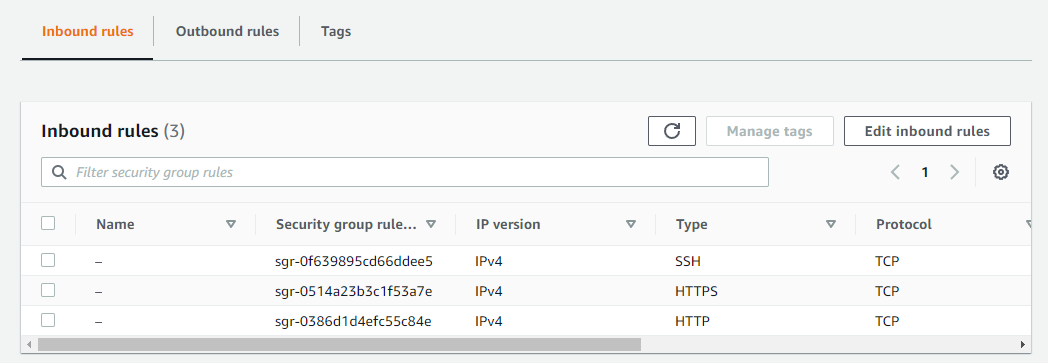 Inbound rules Outbound rules Tags
Inbound rules (3) Manage tags Edit inbound rules
Filter security group rules 1
Name Security group rule... IP version Type Protocol
– sgr-0f639895cd66ddee5 IPv4 SSH TCP
– sgr-0514a23b3c1f53a7e IPv4 HTTPS TCP
– sgr-0386d1d4efc55c84e IPv4 HTTP TCP